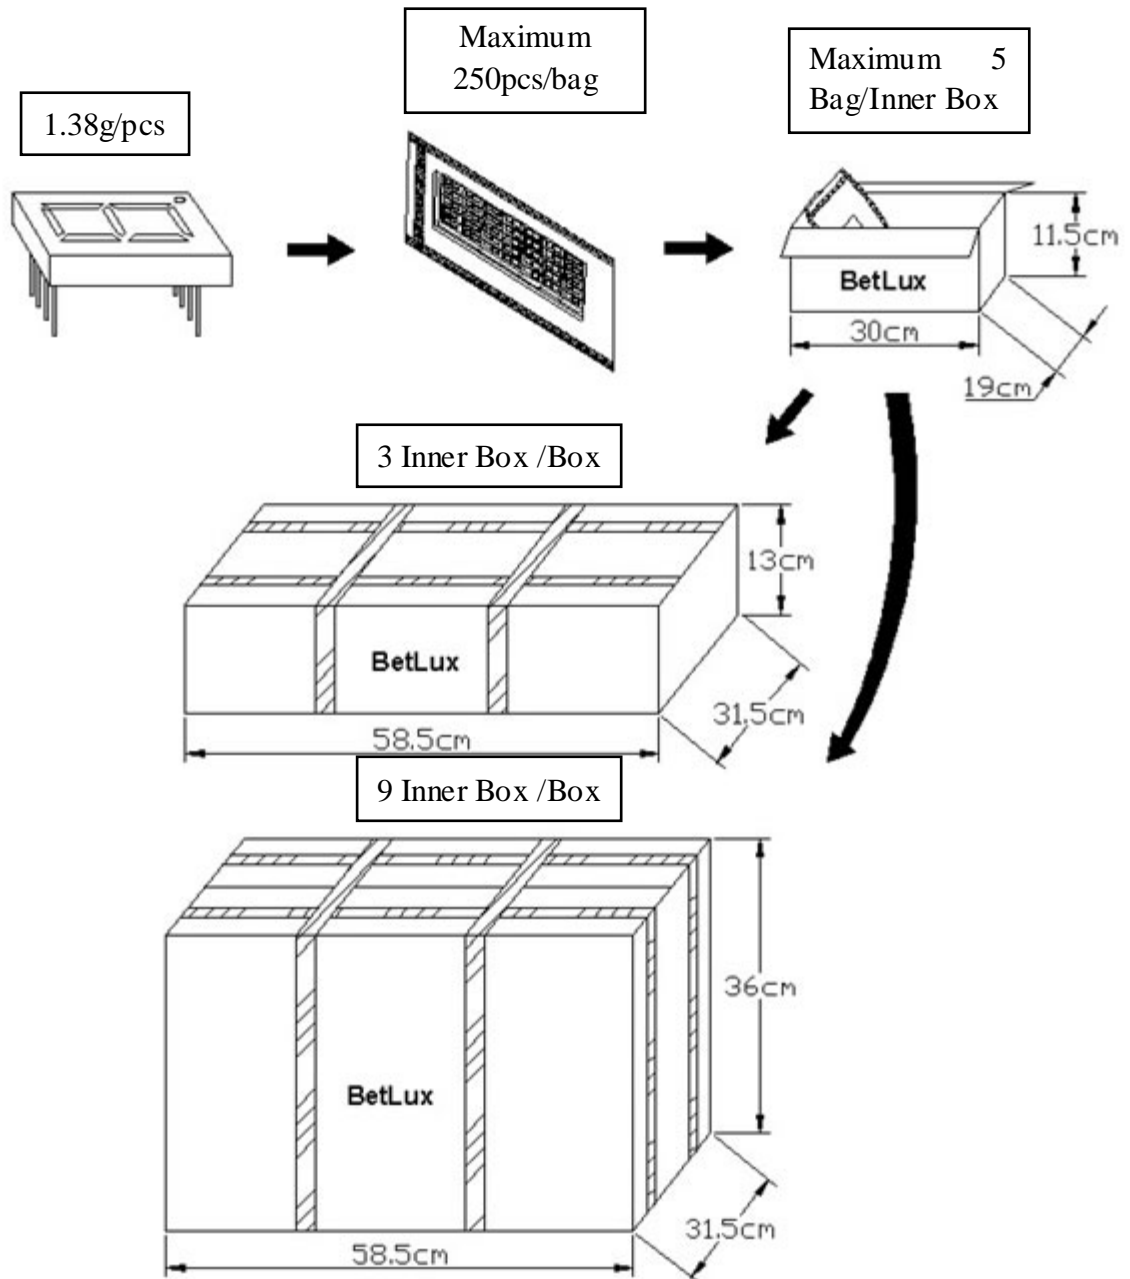 Maximum
250pcs/bag
Maximum 5
Bag/Inner Box
1.38g/pcs
11.5cm
BetLux
30cm
19cm
3 Inner Box /Box
13cm
BetLux
31.5cm
58.5cm
9 Inner Box /Box
36cm
BetLux
31.5cm
58.5cm